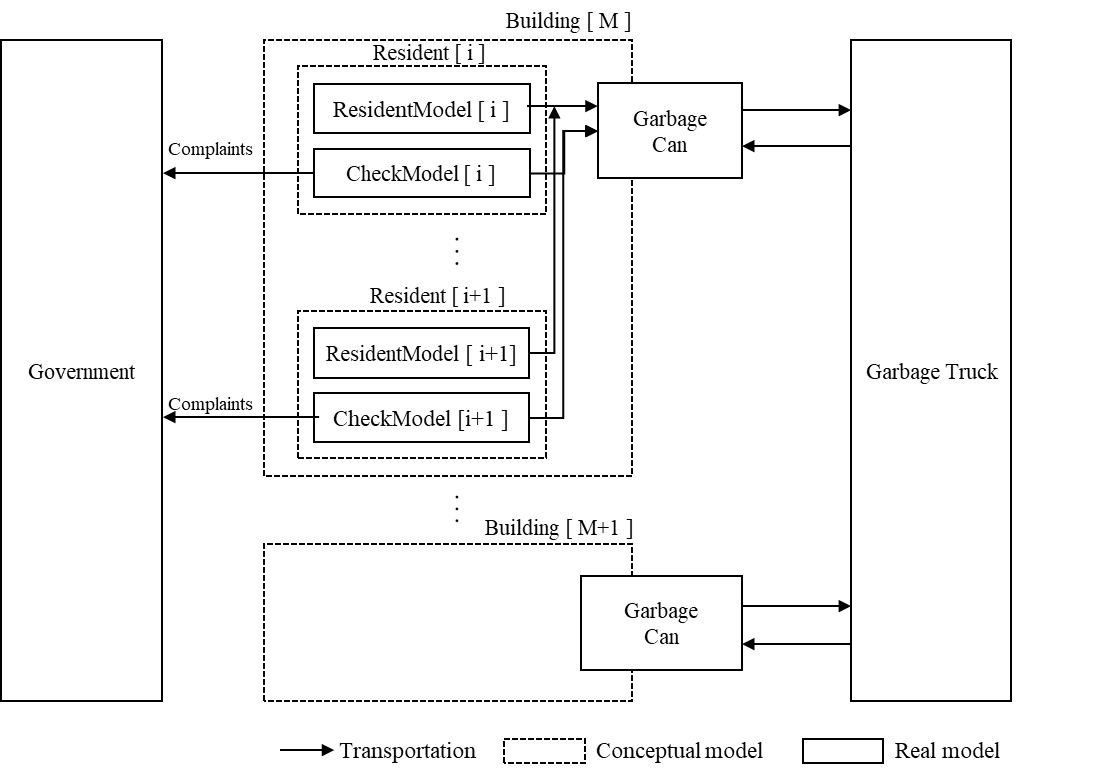 Building [ M ]
Resident [ i ]
ResidentModel [ i ]
Garbage
Can
Complaints
CheckModel [ i ]
Resident [ i+1 ]
ResidentModel [ i+1]
Government
Garbage Truck
Complaints
CheckModel [i+1 ]
Building [ M+1 ]
Garbage
Can
Transportation
Conceptual model
Real model